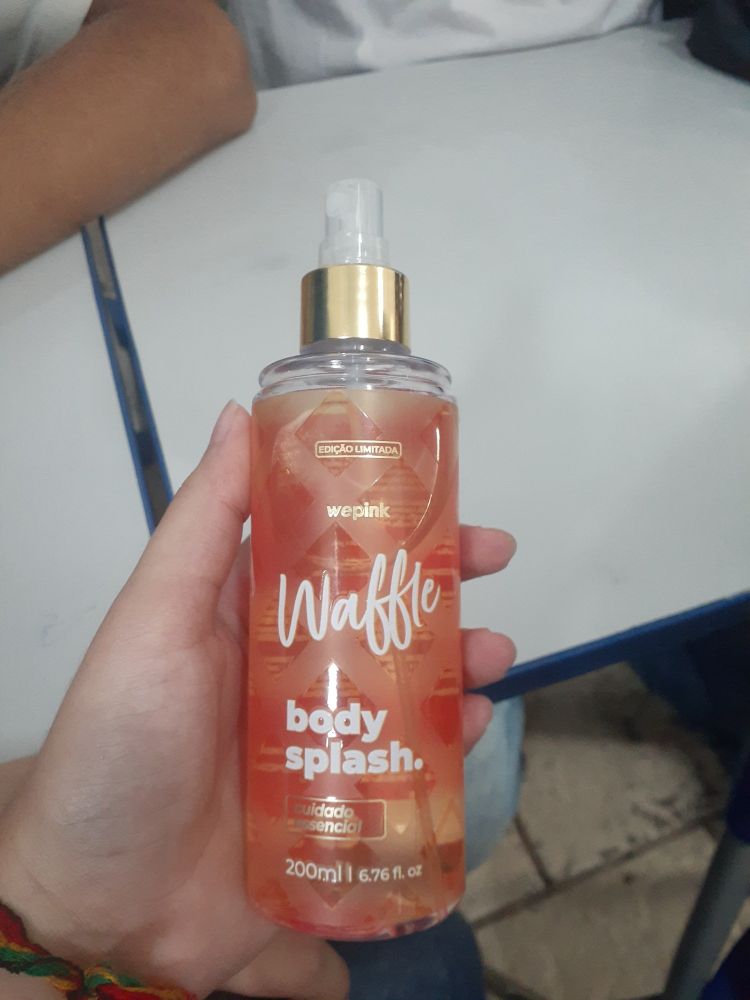 EDIÇÃO LIMITADA
wepink
Waffle
body
splash.
cuidado
essencial
200ml | 6.76 fl. oz